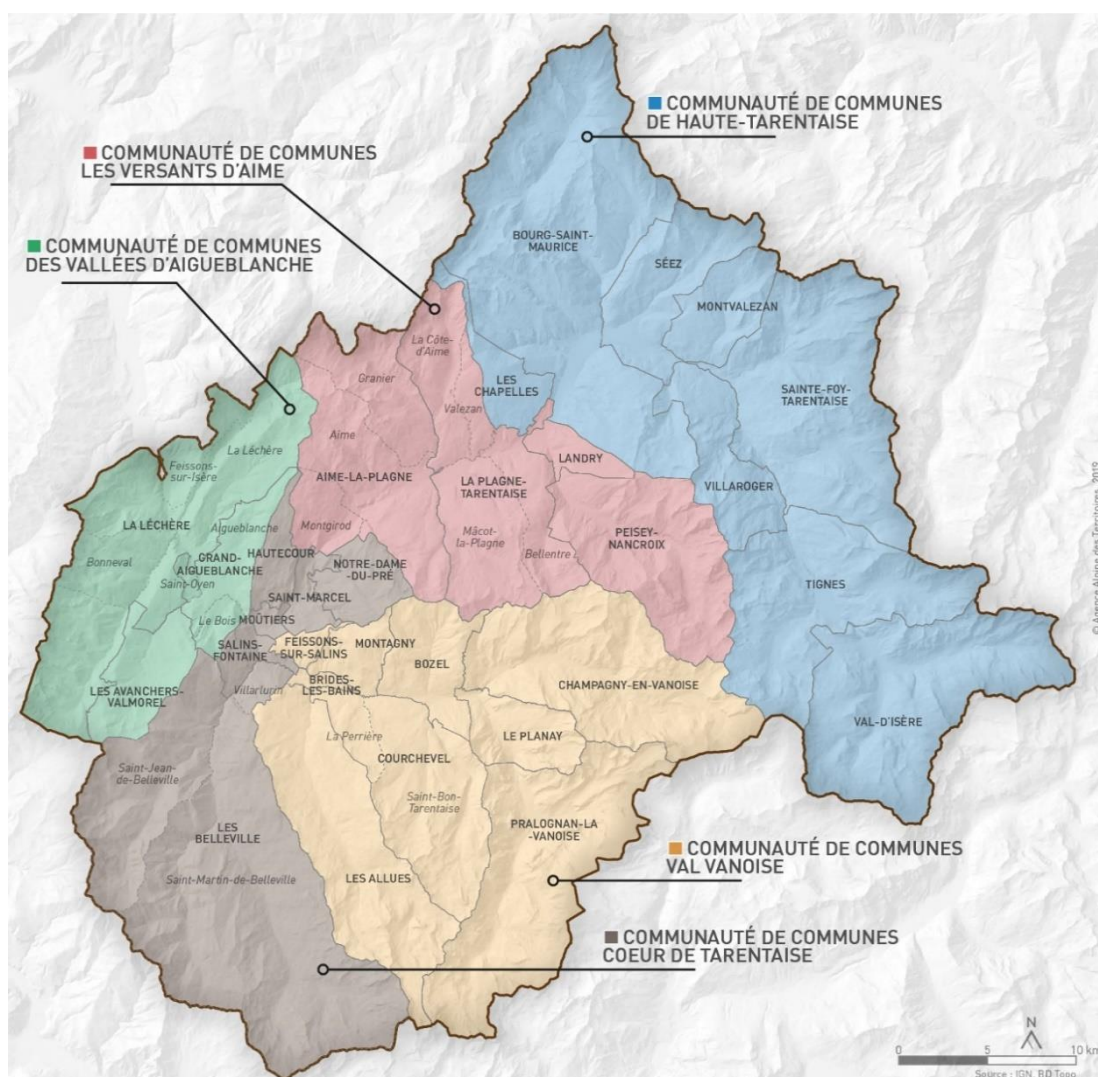 COMMUNAUTÉ DE COMMUNES
DE HAUTE-TARENTAISE
COMMUNAUTÉ DE COMMUNES
LES VERSANTS D'AIME
COMMUNAUTÉ DE COMMUNES
DES VALLÉES D'AIGUEBLANCHE
BOURG-SAINT-
MAURICE
SÉEZ
MONTVALEZAN
La Côte-
d'Aime
Granier
LES
CHAPELLES
SAINTE-FOY-
TARENTAISE
Valezan
Aime
La Léchère
LANDRY
Feissons-
sur-Isère
AIME-LA-PLAGNE
LA PLAGNE-
TARENTAISE
VILLAROGER
LA LÉCHÈRE
Aigueblanche
Montgirod
Mâcot-
la-Plagne
PEISEY-
NANCROIX
Bonneval
GRAND-
AIGUEBLANCHE
HAUTECOUR
NOTRE-DAME
-DU-PRÉ
Bellentre
Saint-Oyen
TIGNES
SAINT-MARCEL
Le Bois
MOÛTIERS
SALINS-
FONTAINE
FEISSONS-
SUR-SALINS
MONTAGNY
BOZEL
BRIDES-
LES-BAINS
CHAMPAGNY-EN-VANOISE
LES AVANCHERS-
VALMOREL
Villarlurin
VAL-D'ISÈRE
La Perrière
LE PLANAY
COURCHEVEL
Saint-Jean-
de-Belleville
Saint-Bon-
Tarentaise
LES
BELLEVILLE
PRALOGNAN-LA
-VANOISE
COMMUNAUTÉ DE COMMUNES
VAL VANOISE
Saint-Martin-de-Belleville
LES ALLUES
COMMUNAUTÉ DE COMMUNES
COEUR DE TARENTAISE
© Agence Alpine des Territoires, 2019
N
0 5 10 km
Source : IGN, BD Topo